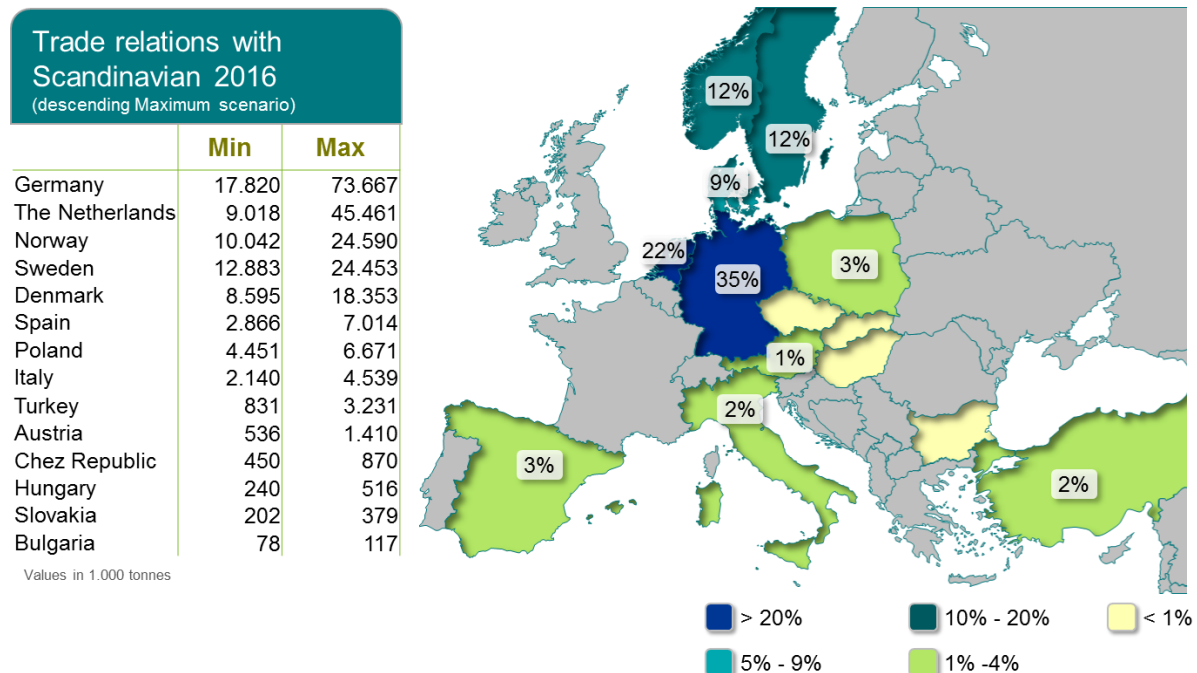 Trade relations with
Scandinavian 2016
(descending Maximum scenario)
Min Max
Germany 17.820 73.667
The Netherlands 9.018 45.461
Norway 10.042 24.590
Sweden 12.883 24.453
Denmark 8.595 18.353
Spain 2.866 7.014
Poland 4.451 6.671
Italy 2.140 4.539
Turkey 831 3.231
Austria 536 1.410
Chez Republic 450 870
Hungary 240 516
Slovakia 202 379
Bulgaria 78 117
Values in 1.000 tonnes
12%
12%
9%
22%
35%
3%
1%
2%
3%
2%
> 20% 10% - 20% < 1%
5% - 9% 1% -4%